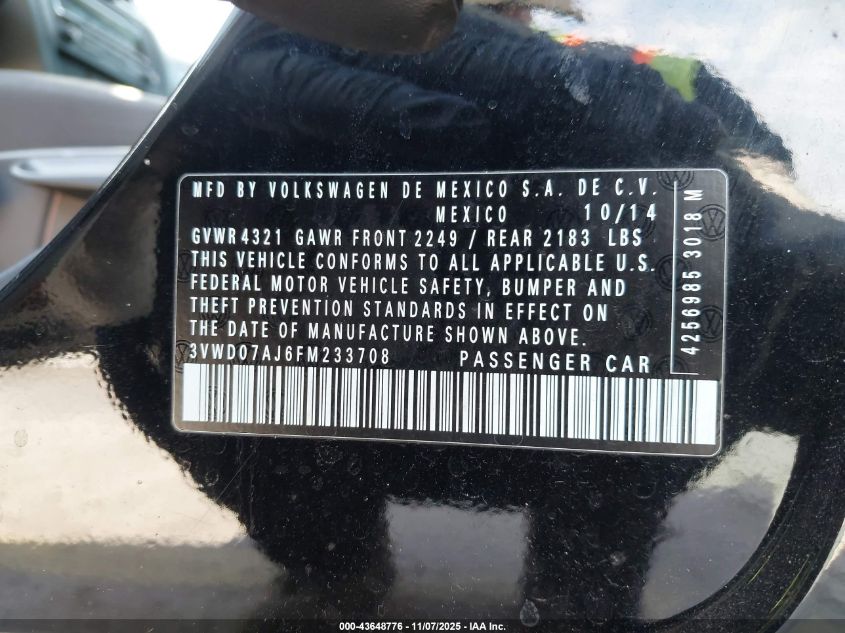 MFD BY VOLKSWAGEN DE MEXICO S.A. DE C.V.
MEXICO 10/14
GVWR 4321 GAWR FRONT 2249 / REAR 2183 LBS
THIS VEHICLE CONFORMS TO ALL APPLICABLE U.S.
FEDERAL MOTOR VEHICLE SAFETY, BUMPER AND
THEFT PREVENTION STANDARDS IN EFFECT ON
THE DATE OF MANUFACTURE SHOWN ABOVE.
3VWD07AJ6FM233708 PASSENGER CAR
4256985 3018 M
000-43648776 - 11/07/2025 - IAA Inc.